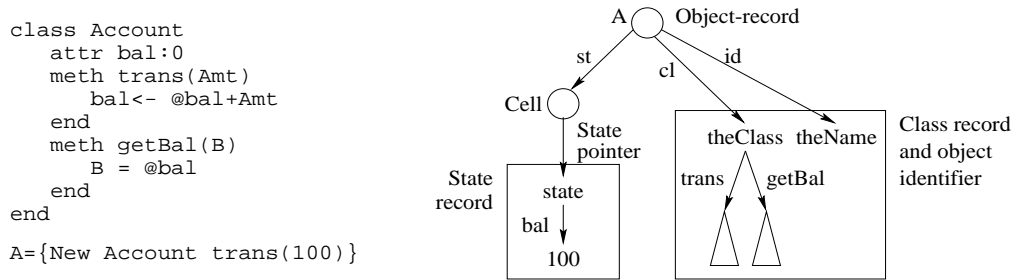 class Account
attr bal:0
meth trans(Amt)
bal<- @bal+Amt
end
meth getBal(B)
B = @bal
end
end
A={New Account trans(100)}
A
Object-record
st
cl
id
Cell
State
pointer
State
record
state
bal
100
theClass theName
trans
getBal
Class record
and object
identifier